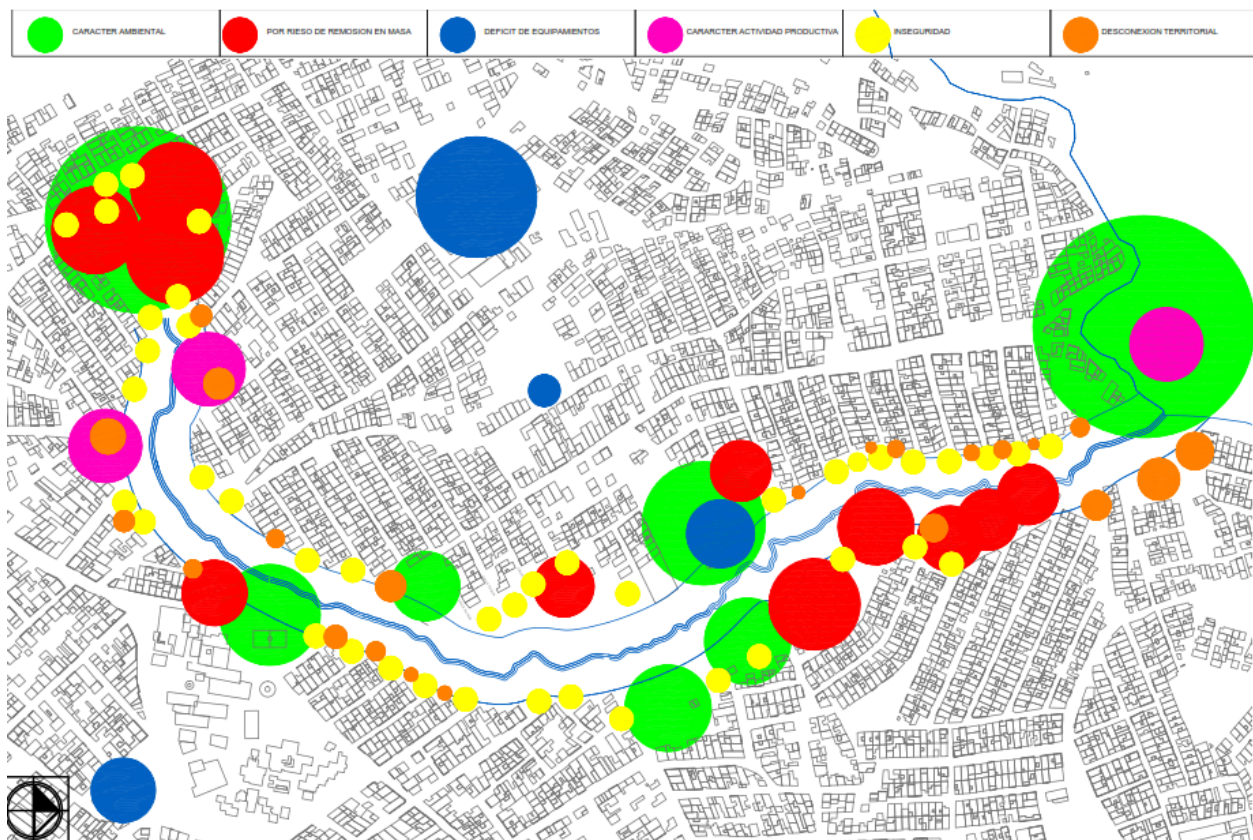 CARACTER AMBIENTAL
POR RIESO DE REMOSION EN MASA
DEFICIT DE EQUIPAMIENTOS
CARARCTER ACTIVIDAD PRODUCTIVA
INSEGURIDAD
DESCONEXION TERRITORIAL